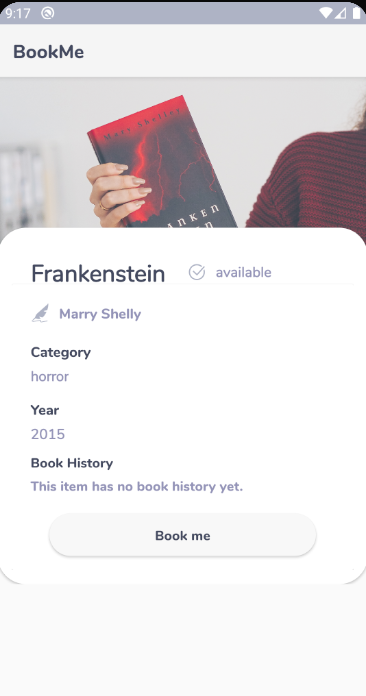 9:17
BookMe
Mary Shelley
FRANKEN
Frankenstein
available
Marry Shelly
Category
horror
Year
2015
Book History
This item has no book history yet.
Book me